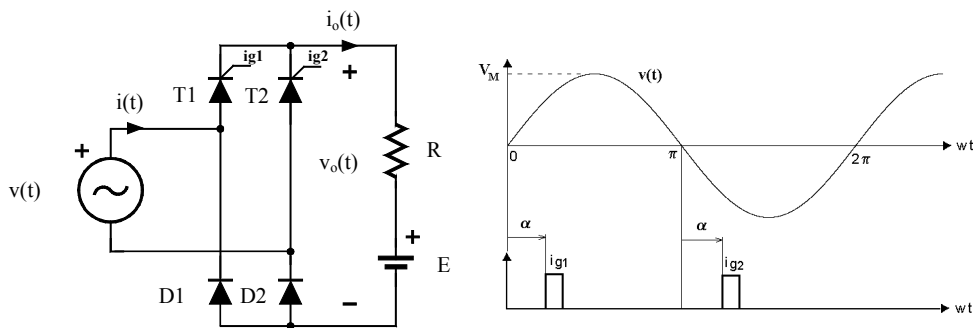 i_o(t)
ig1 ig2
+
T1 T2
i(t)
+
v(t)
v_o(t)
R
+
E
D1 D2
−
V_M
v(t)
0
π
2π
wt
α
α
i_g1
i_g2
wt